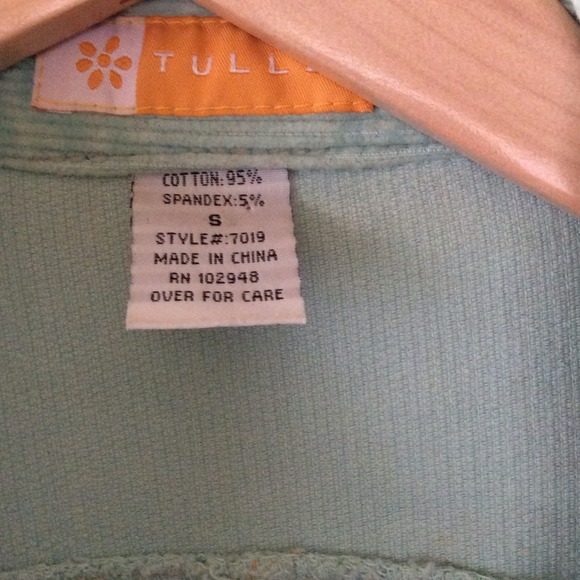 TULL
COTTON:95%
SPANDEX:5%
S
STYLE#:7019
MADE IN CHINA
RN 102948
OVER FOR CARE